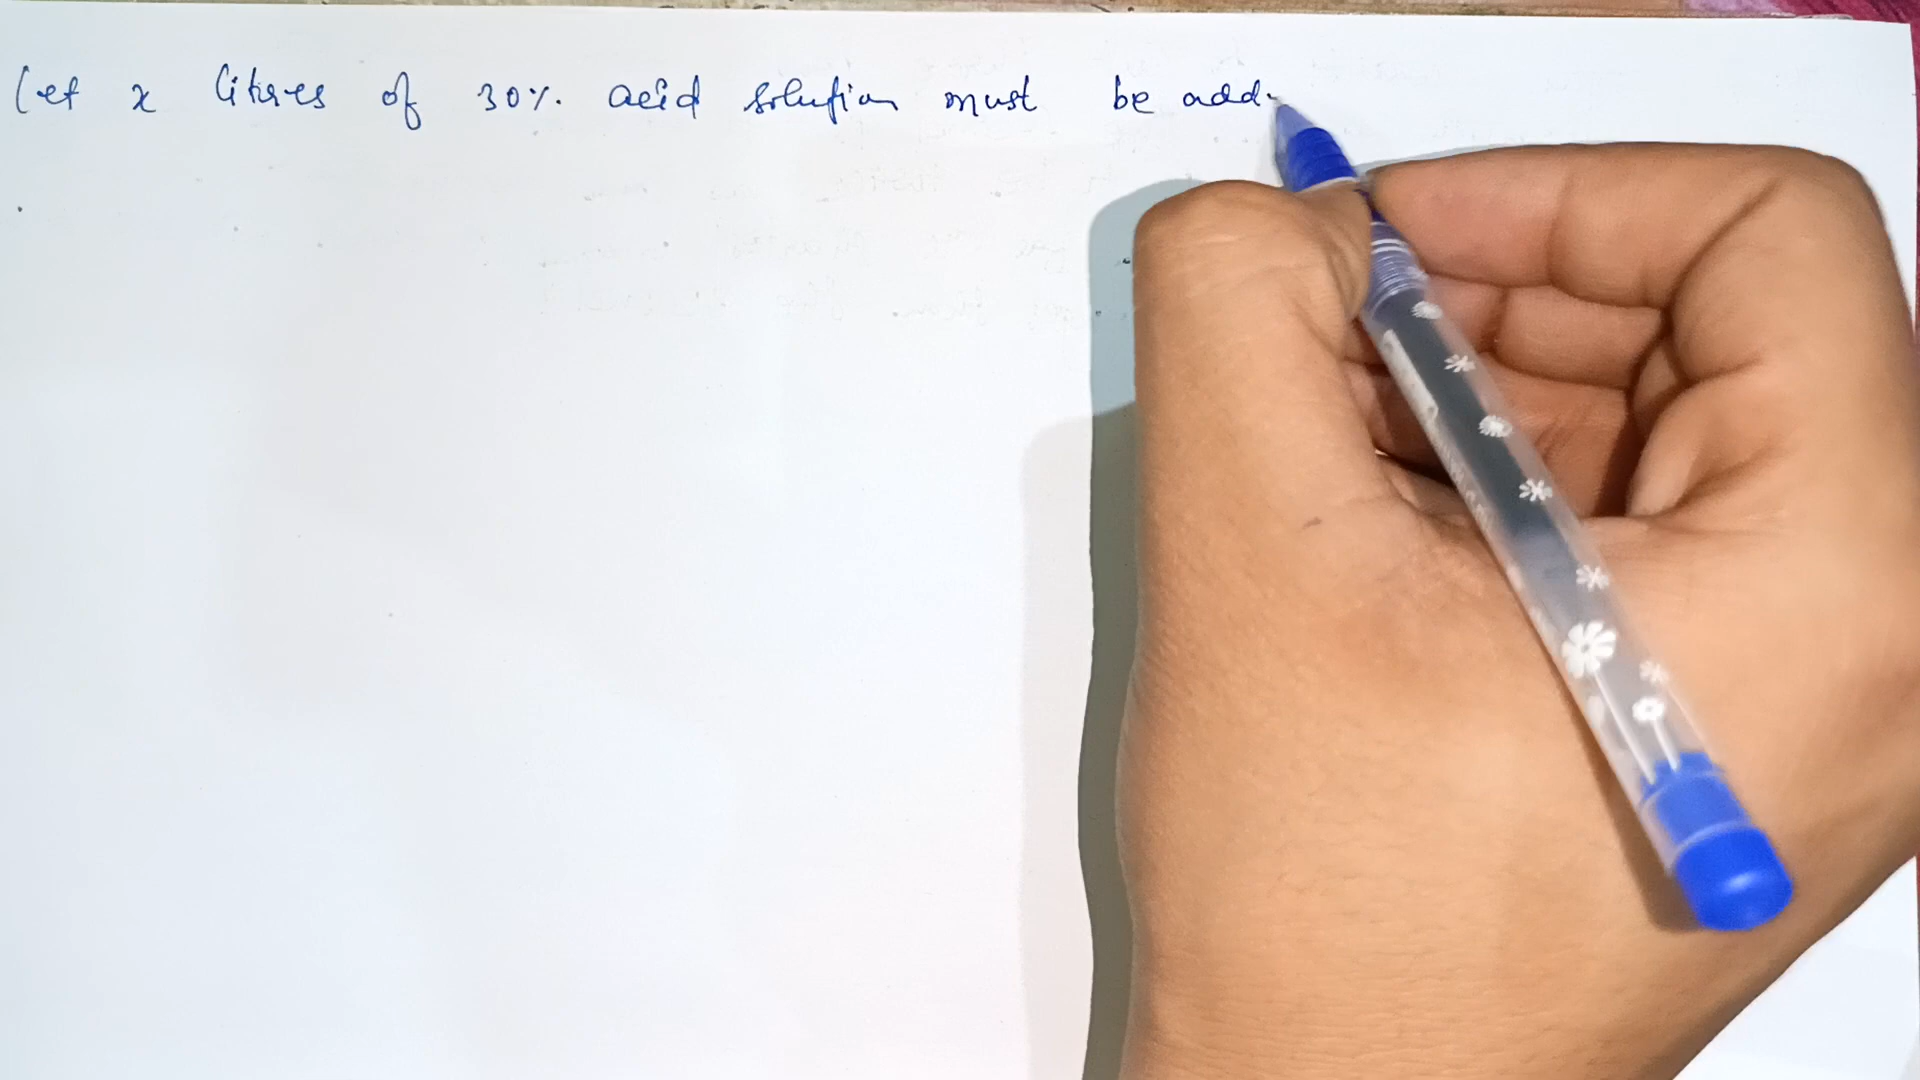 Let x litres of 30% acid solution must be add